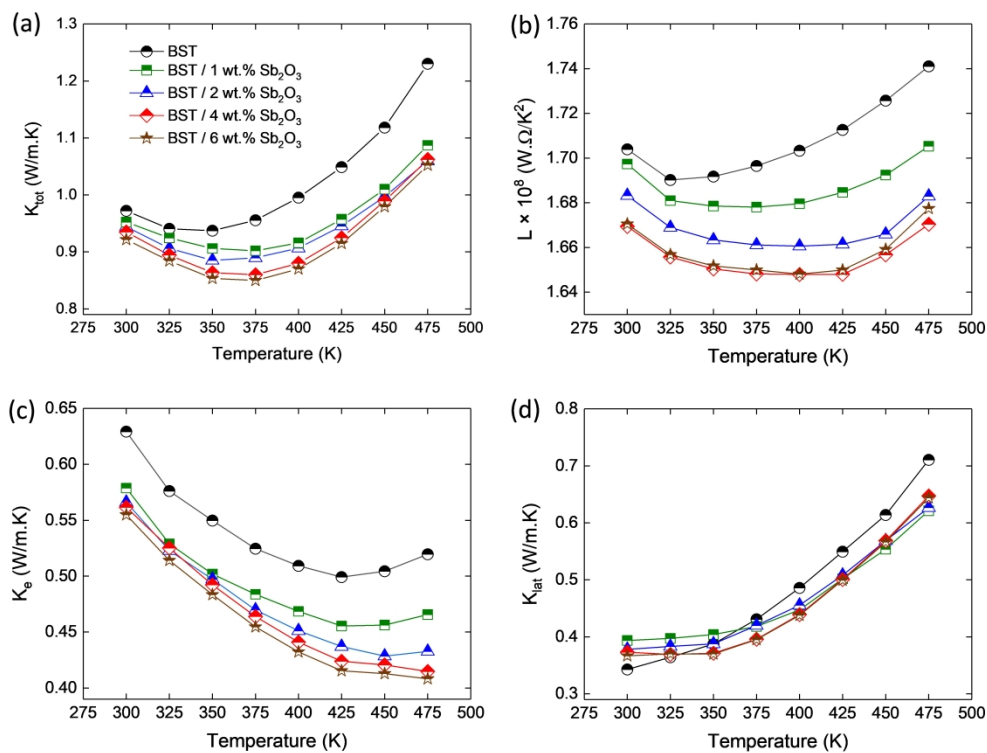 (a)
1.3
1.2
1.1
1.0
0.9
0.8
K_tot (W/m.K)
BST
BST / 1 wt.% Sb₂O₃
BST / 2 wt.% Sb₂O₃
BST / 4 wt.% Sb₂O₃
BST / 6 wt.% Sb₂O₃
275 300 325 350 375 400 425 450 475 500
Temperature (K)
(b)
1.76
1.74
1.72
1.70
1.68
1.66
1.64
L × 10⁸ (W.Ω/K²)
275 300 325 350 375 400 425 450 475 500
Temperature (K)
(c)
0.65
0.60
0.55
0.50
0.45
0.40
K_e (W/m.K)
275 300 325 350 375 400 425 450 475 500
Temperature (K)
(d)
0.8
0.7
0.6
0.5
0.4
0.3
K_lat (W/m.K)
275 300 325 350 375 400 425 450 475 500
Temperature (K)